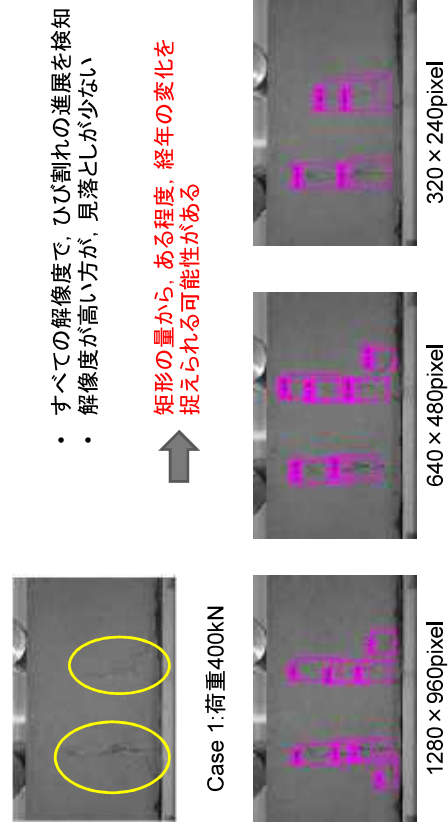 ・ すべての解像度で，ひび割れの進展を検知
・ 解像度が高い方が，見落としが少ない
矩形の量から，ある程度，経年の変化を
捉えられる可能性がある
Case 1:荷重400kN
1280×960pixel
640×480pixel
320×240pixel